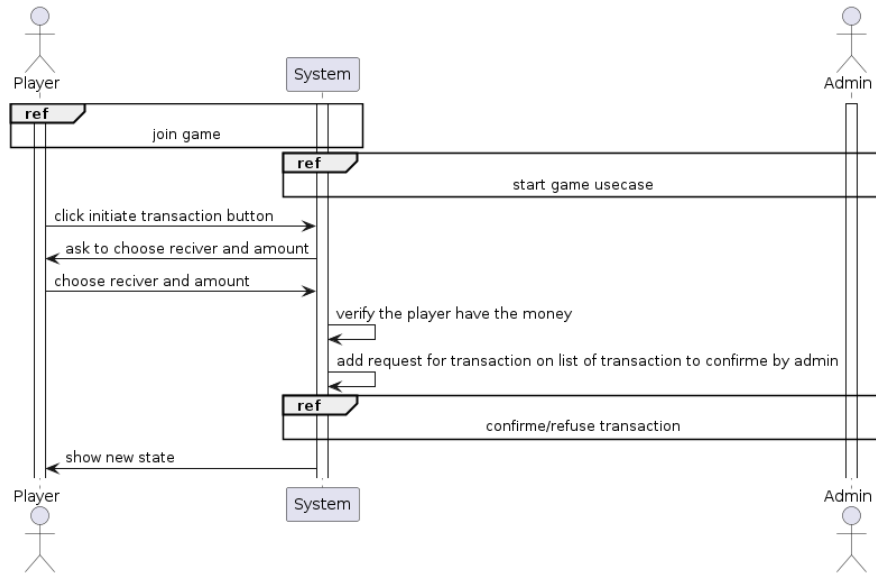 Player
System
Admin
ref
join game
ref
start game usecase
click initiate transaction button
ask to choose reciver and amount
choose reciver and amount
verify the player have the money
add request for transaction on list of transaction to confirme by admin
ref
confirme/refuse transaction
show new state
Player
System
Admin